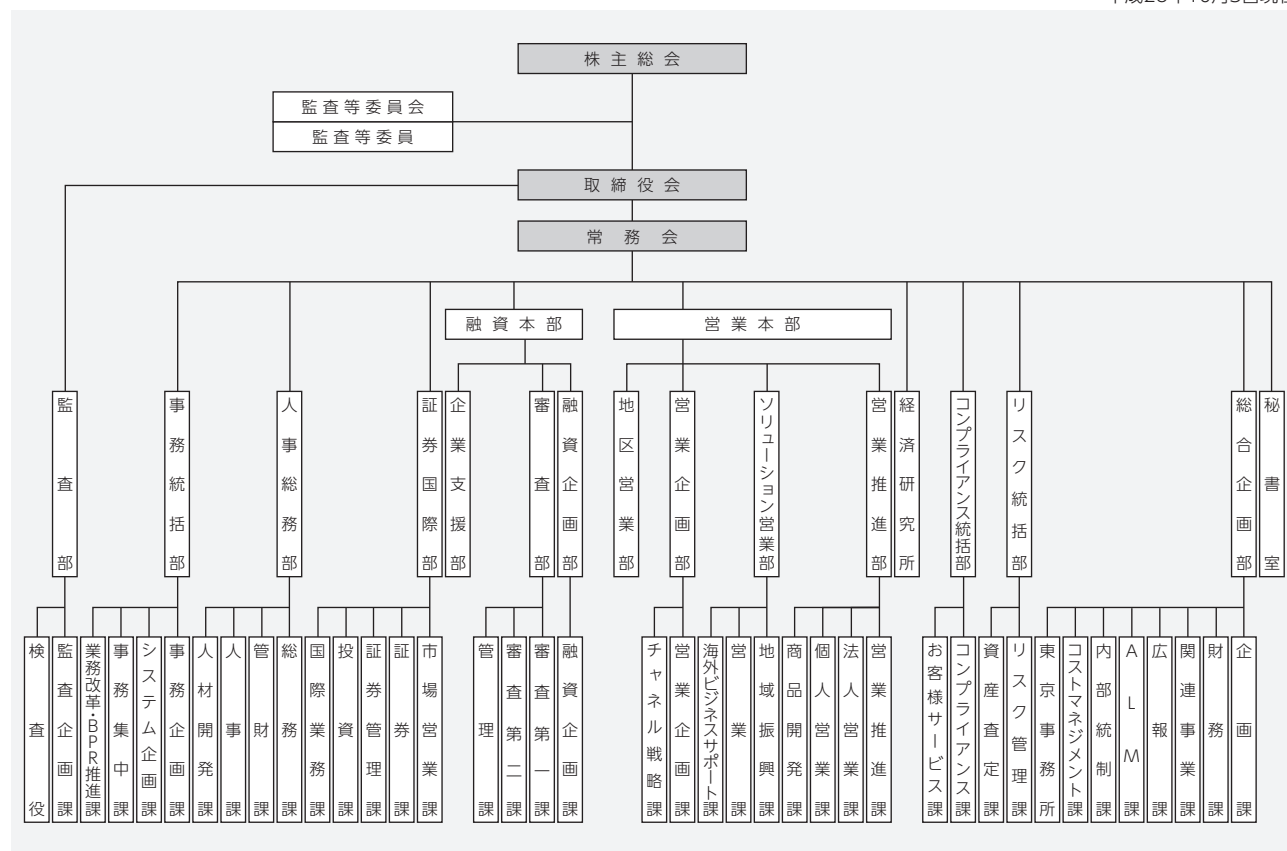 株主総会
監査等委員会
監査等委員
取締役会
常務会
融資本部
営業本部
監査部
事務統括部
人事総務部
証券国際部
企業支援部
審査部
融資企画部
地区営業部
営業企画部
ソリューション営業部
営業推進部
経済研究所
コンプライアンス統括部
リスク統括部
総合企画部
秘書室
検査役
監査企画課
業務改革・BPR推進課
事務集中課
システム企画課
事務企画課
人材開発課
人事課
管財課
総務課
国際業務課
投資課
証券管理課
証券課
市場営業課
管理課
審査第二課
審査第一課
融資企画課
チャネル戦略課
営業企画課
海外ビジネスサポート課
営業課
地域振興課
商品開発課
個人営業課
法人営業課
営業推進課
お客様サービス課
コンプライアンス課
資産査定課
リスク管理課
東京事務所
コストマネジメント課
内部統制課
ALM課
広報課
関連事業課
財務課
企画課